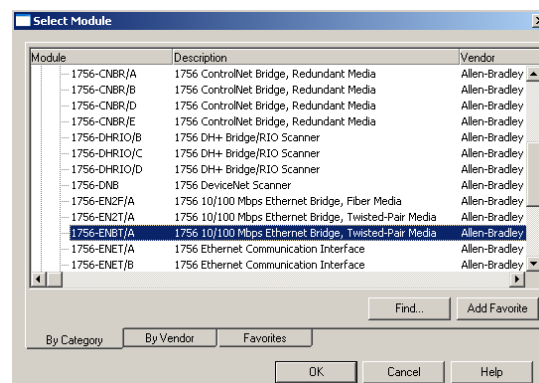 Select Module
Module Description Vendor
1756-CNBR/A 1756 ControlNet Bridge, Redundant Media Allen-Bradley
1756-CNBR/B 1756 ControlNet Bridge, Redundant Media Allen-Bradley
1756-CNBR/D 1756 ControlNet Bridge, Redundant Media Allen-Bradley
1756-CNBR/E 1756 ControlNet Bridge, Redundant Media Allen-Bradley
1756-DHRIO/B 1756 DH+ Bridge/RIO Scanner Allen-Bradley
1756-DHRIO/C 1756 DH+ Bridge/RIO Scanner Allen-Bradley
1756-DHRIO/D 1756 DH+ Bridge/RIO Scanner Allen-Bradley
1756-DNB 1756 DeviceNet Scanner Allen-Bradley
1756-EN2F/A 1756 10/100 Mbps Ethernet Bridge, Fiber Media Allen-Bradley
1756-EN2T/A 1756 10/100 Mbps Ethernet Bridge, Twisted-Pair Media Allen-Bradley
1756-ENBT/A 1756 10/100 Mbps Ethernet Bridge, Twisted-Pair Media Allen-Bradley
1756-ENET/A 1756 Ethernet Communication Interface Allen-Bradley
1756-ENET/B 1756 Ethernet Communication Interface Allen-Bradley
Find... Add Favorite
By Category By Vendor Favorites
OK Cancel Help